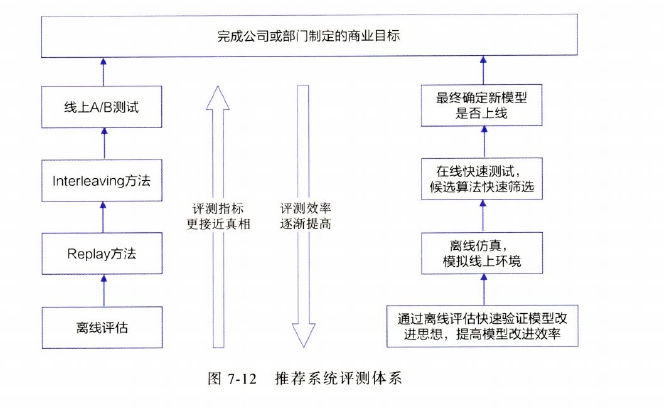 完成公司或部门制定的商业目标
线上A/B测试
Interleaving方法
Replay方法
离线评估
评测指标
更接近真相
评测效率
逐渐提高
最终确定新模型
是否上线
在线快速测试，
候选算法快速筛选
离线仿真，
模拟线上环境
通过离线评估快速验证模型改
进思想，提高模型改进效率
图 7-12 推荐系统评测体系